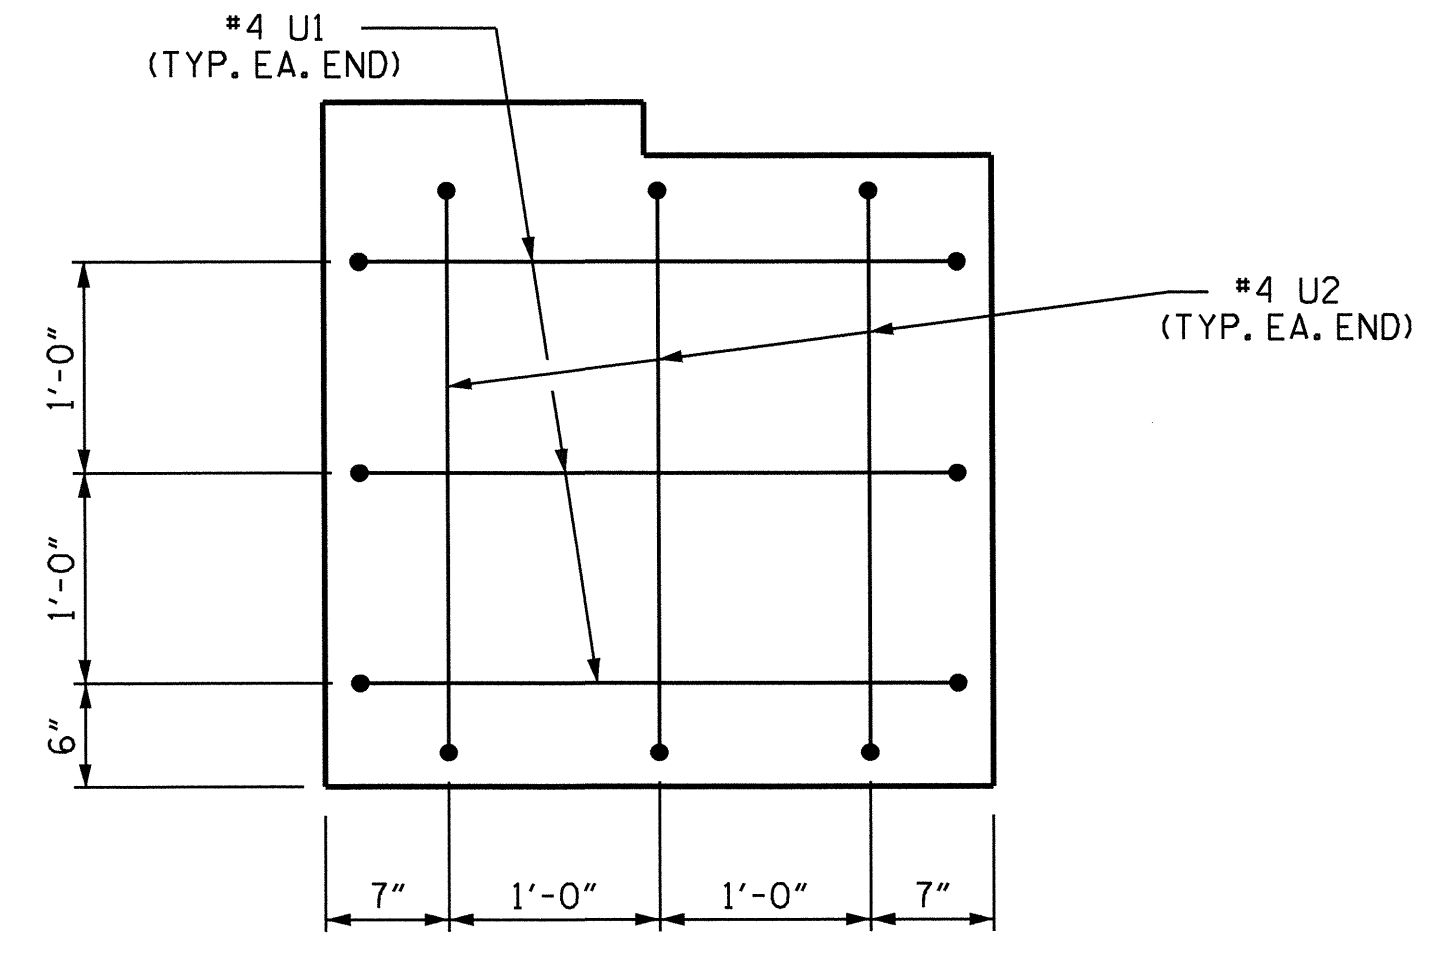 #4 U1
(TYP. EA. END)
#4 U2
(TYP. EA. END)
1'-0"
1'-0"
6"
7"
1'-0"
1'-0"
7"